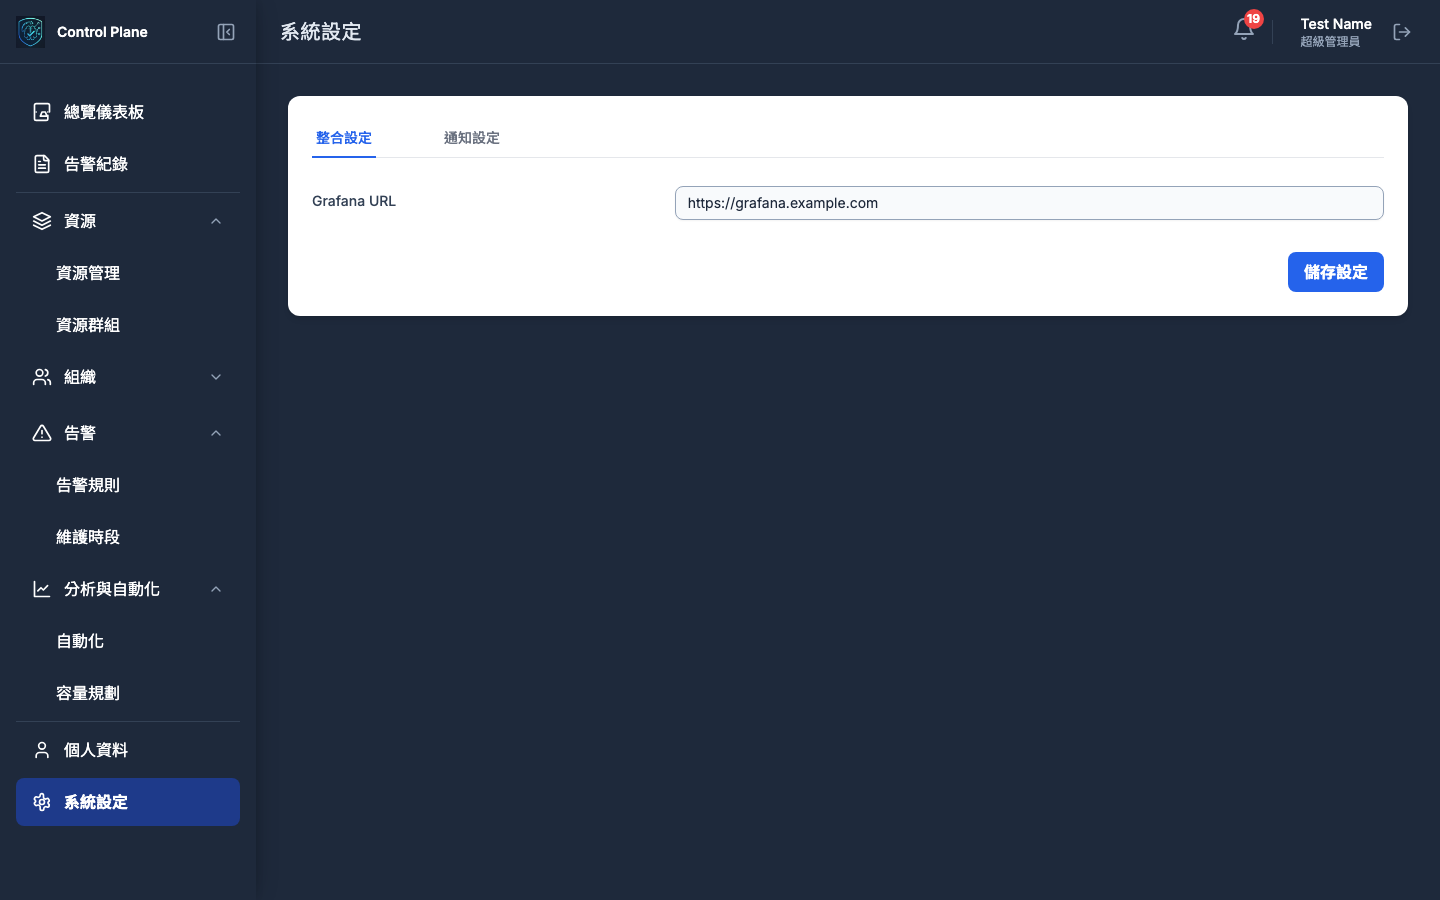 Control Plane
系統設定
19
Test Name
超級管理員
總覽儀表板
告警紀錄
資源
資源管理
資源群組
組織
告警
告警規則
維護時段
分析與自動化
自動化
容量規劃
個人資料
系統設定
整合設定
通知設定
Grafana URL
https://grafana.example.com
儲存設定